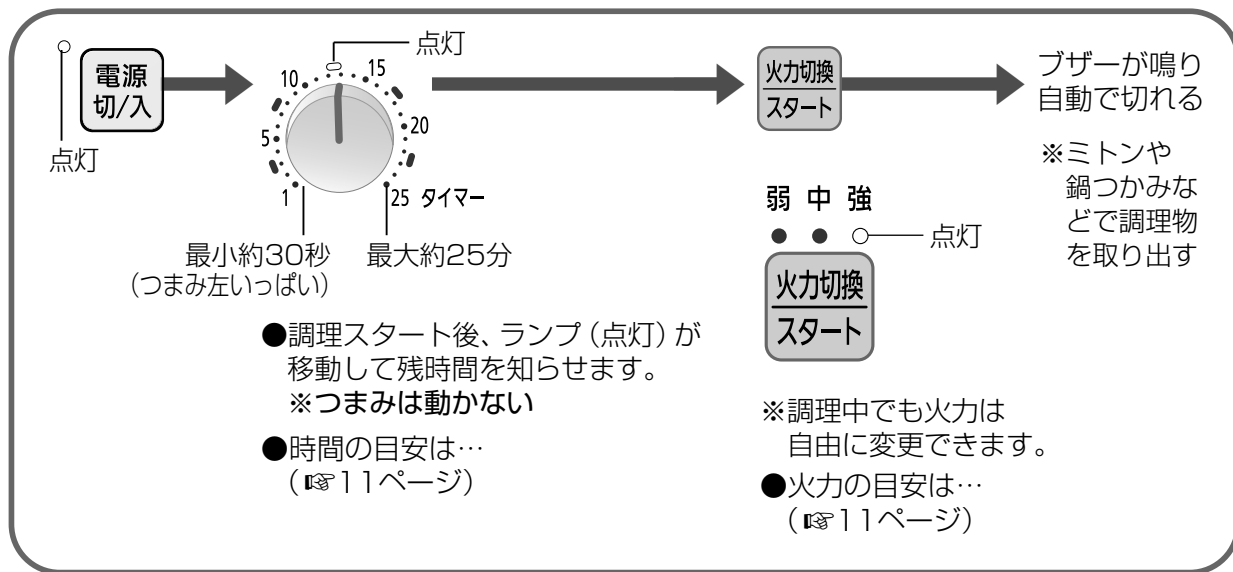 点灯
電源
切/入
点灯
1
5
10
15
20
25 タイマー
最小約30秒
(つまみ左いっぱい)
最大約25分
●調理スタート後、ランプ(点灯)が
移動して残時間を知らせます。
※つまみは動かない
●時間の目安は…
(☞11ページ)
火力切換
スタート
弱 中 強
点灯
火力切換
スタート
※調理中でも火力は
自由に変更できます。
●火力の目安は…
(☞11ページ)
ブザーが鳴り
自動で切れる
※ミトンや
鍋つかみな
どで調理物
を取り出す